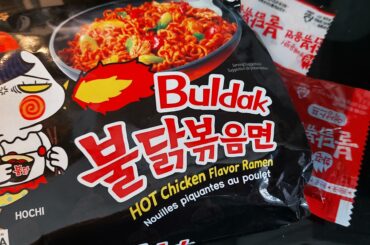 Buldak
불닭볶음면
HOT Chicken Flavor Ramen
Nouilles piquantes au poulet
HOCHI